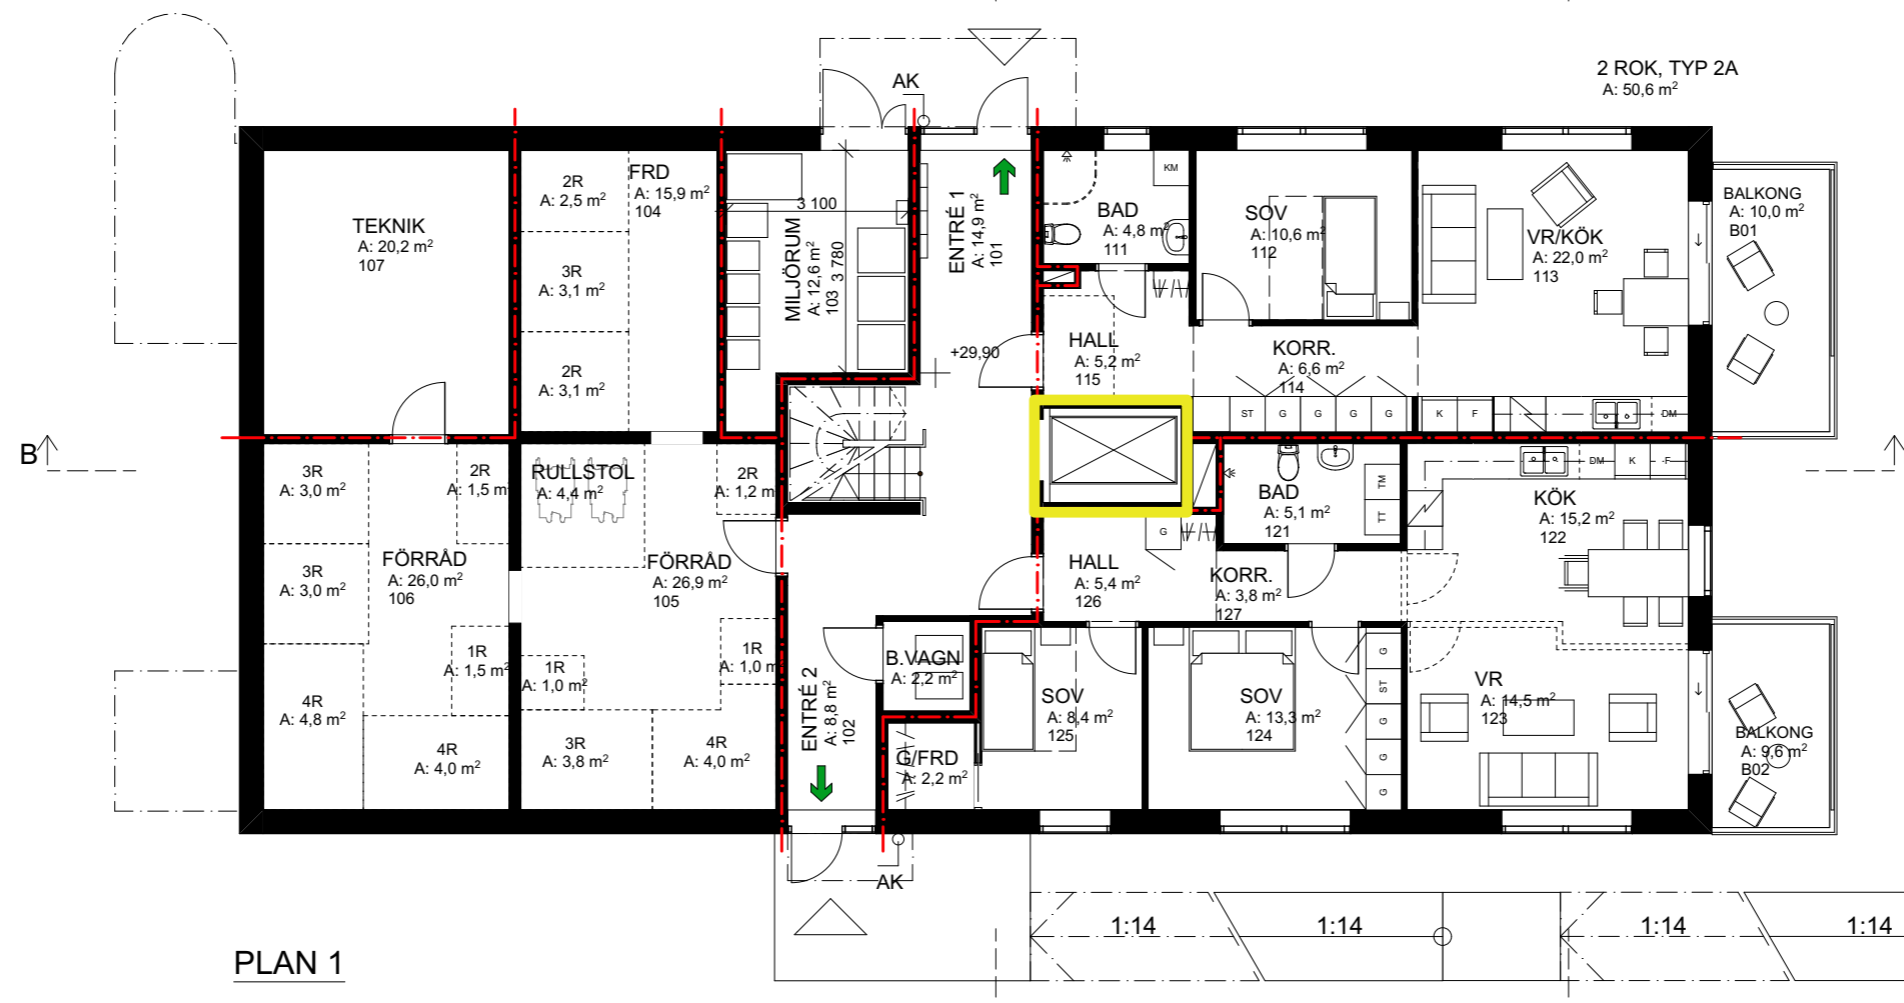 2 ROK, TYP 2A
A: 50,6 m²
AK
TEKNIK
A: 20,2 m²
107
2R
A: 2,5 m²
FRD
A: 15,9 m²
104
3R
A: 3,1 m²
2R
A: 3,1 m²
3 100
3 780
MILJÖRUM
A: 12,6 m²
103
ENTRÉ 1
A: 14,9 m²
101
+29,90
BAD
A: 4,8 m²
111
KM
SOV
A: 10,6 m²
112
VR/KÖK
A: 22,0 m²
113
BALKONG
A: 10,0 m²
B01
HALL
A: 5,2 m²
115
KORR.
A: 6,6 m²
114
ST
G
G
G
G
K
F
DM
B
3R
A: 3,0 m²
2R
A: 1,5 m²
RULLSTOL
A: 4,4 m²
2R
A: 1,2 m
BAD
A: 5,1 m²
121
TM
TT
DM
K
F
KÖK
A: 15,2 m²
122
3R
A: 3,0 m²
FÖRRÅD
A: 26,0 m²
106
FÖRRÅD
A: 26,9 m²
105
G
HALL
A: 5,4 m²
126
KORR.
A: 3,8 m²
127
1R
A: 1,5 m²
1R
A: 1,0 m²
1R
A: 1,0 m
4R
A: 4,8 m²
4R
A: 4,0 m²
3R
A: 3,8 m²
4R
A: 4,0 m²
ENTRÉ 2
A: 8,8 m²
102
B.VAGN
A: 2,2 m²
G/FRD
A: 2,2 m²
SOV
A: 8,4 m²
125
SOV
A: 13,3 m²
124
G
ST
G
G
G
VR
A: 14,5 m²
123
BALKONG
A: 9,6 m²
B02
AK
1:14
1:14
1:14
1:14
PLAN 1